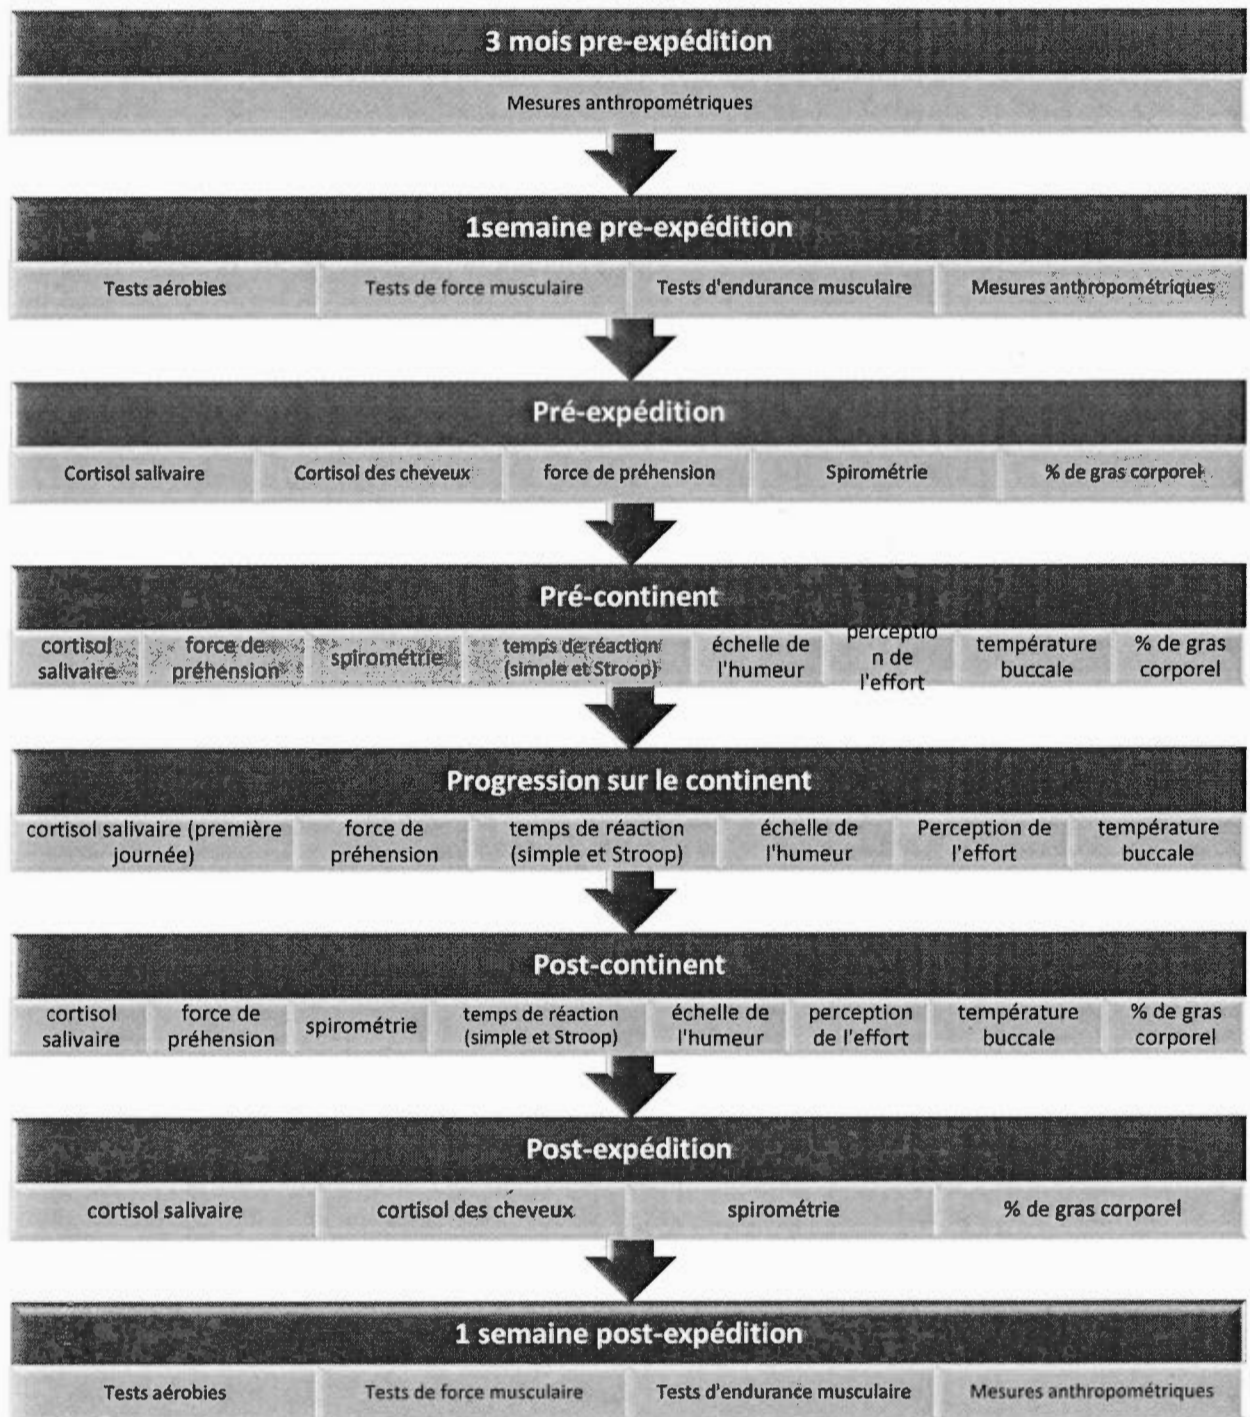 3 mois pre-expédition
Mesures anthropométriques
1semaine pre-expédition
Tests aérobies
Tests de force musculaire
Tests d'endurance musculaire
Mesures anthropométriques
Pré-expédition
Cortisol salivaire
Cortisol des cheveux
force de préhension
Spirométrie
% de gras corporel
Pré-continent
cortisol
salivaire
force de
préhension
spirométrie
temps de réaction
(simple et Stroop)
échelle de
l'humeur
perceptio
n de
l'effort
température
buccale
% de gras
corporel
Progression sur le continent
cortisol salivaire (première
journée)
force de
préhension
temps de réaction
(simple et Stroop)
échelle de
l'humeur
Perception de
l'effort
température
buccale
Post-continent
cortisol
salivaire
force de
préhension
spirométrie
temps de réaction
(simple et Stroop)
échelle de
l'humeur
perception
de l'effort
température
buccale
% de gras
corporel
Post-expédition
cortisol salivaire
cortisol des cheveux
spirométrie
% de gras corporel
1 semaine post-expédition
Tests aérobies
Tests de force musculaire
Tests d'endurance musculaire
Mesures anthropométriques